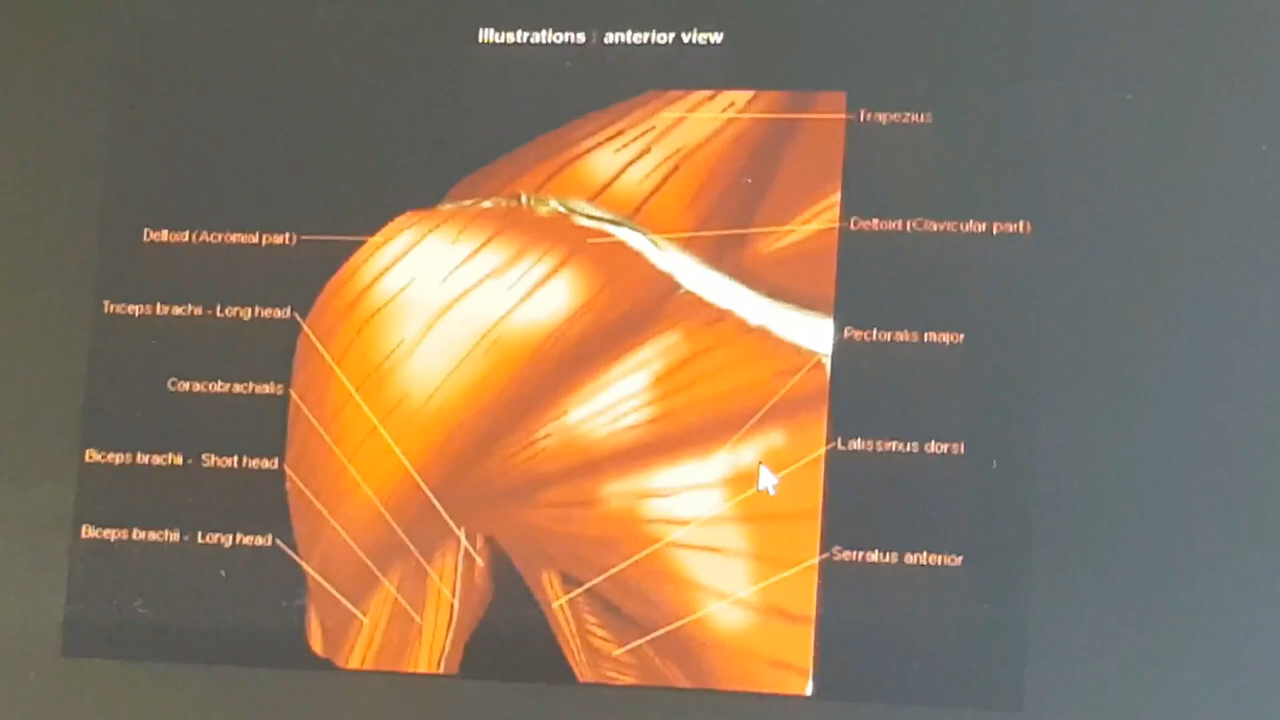 Illustrations : anterior view
Trapezius
Deltoid (Acromial part)
Deltoid (Clavicular part)
Triceps brachii - Long head
Pectoralis major
Coracobrachialis
Latissimus dorsi
Biceps brachii - Short head
Serratus anterior
Biceps brachii - Long head